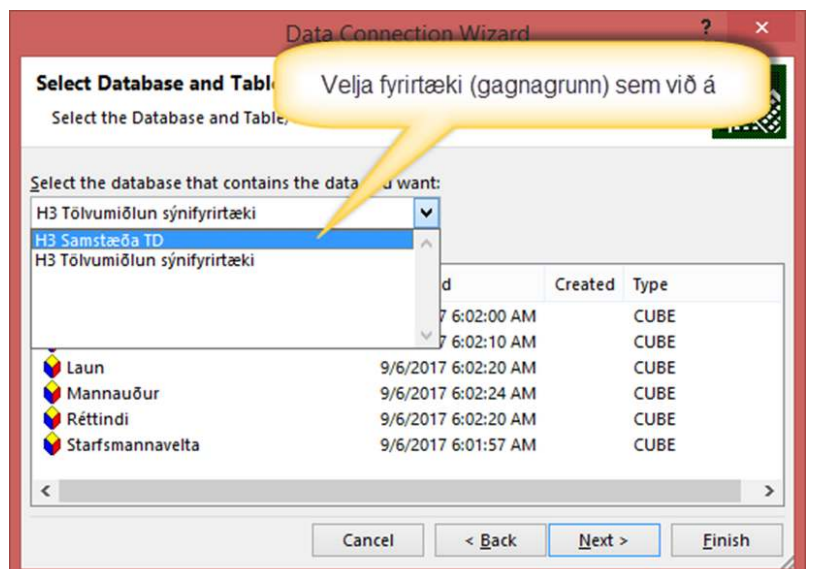 Data Connection Wizard
? ×
Velja fyrirtæki (gagnagrunn) sem við á
Select Database and Tabl
Select the Database and Table/
Select the database that contains the data you want:
H3 Tölvumiðlun sýnifyrirtæki
H3 Samstæða TD
H3 Tölvumiðlun sýnifyrirtæki
d Created Type
7 6:02:00 AM CUBE
7 6:02:10 AM CUBE
Laun 9/6/2017 6:02:20 AM CUBE
Mannauður 9/6/2017 6:02:24 AM CUBE
Réttindi 9/6/2017 6:02:20 AM CUBE
Starfsmannavelta 9/6/2017 6:01:57 AM CUBE
< >
Cancel < Back Next > Finish